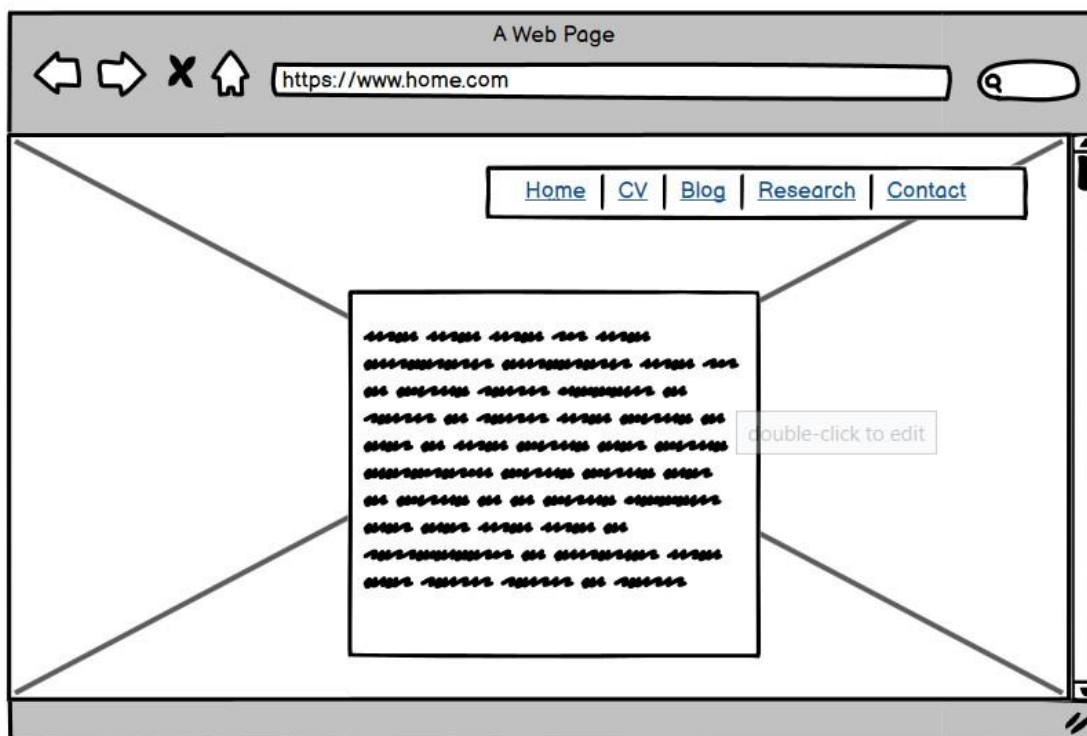 A Web Page
https://www.home.com
Home | CV | Blog | Research | Contact
double-click to edit